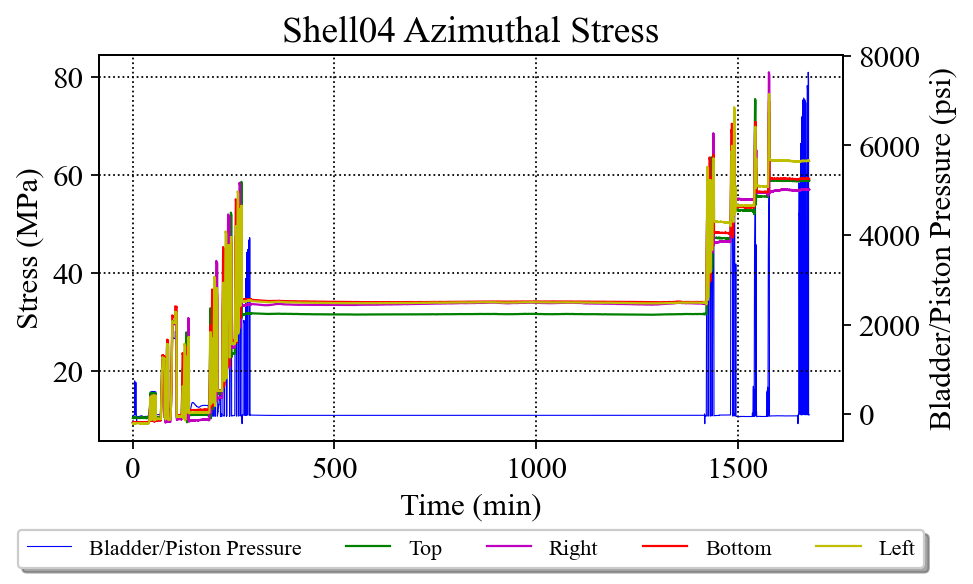 Shell04 Azimuthal Stress
Stress (MPa)
80
60
40
20
8000
6000
4000
2000
0
Bladder/Piston Pressure (psi)
0 500 1000 1500
Time (min)
Bladder/Piston Pressure Top Right Bottom Left